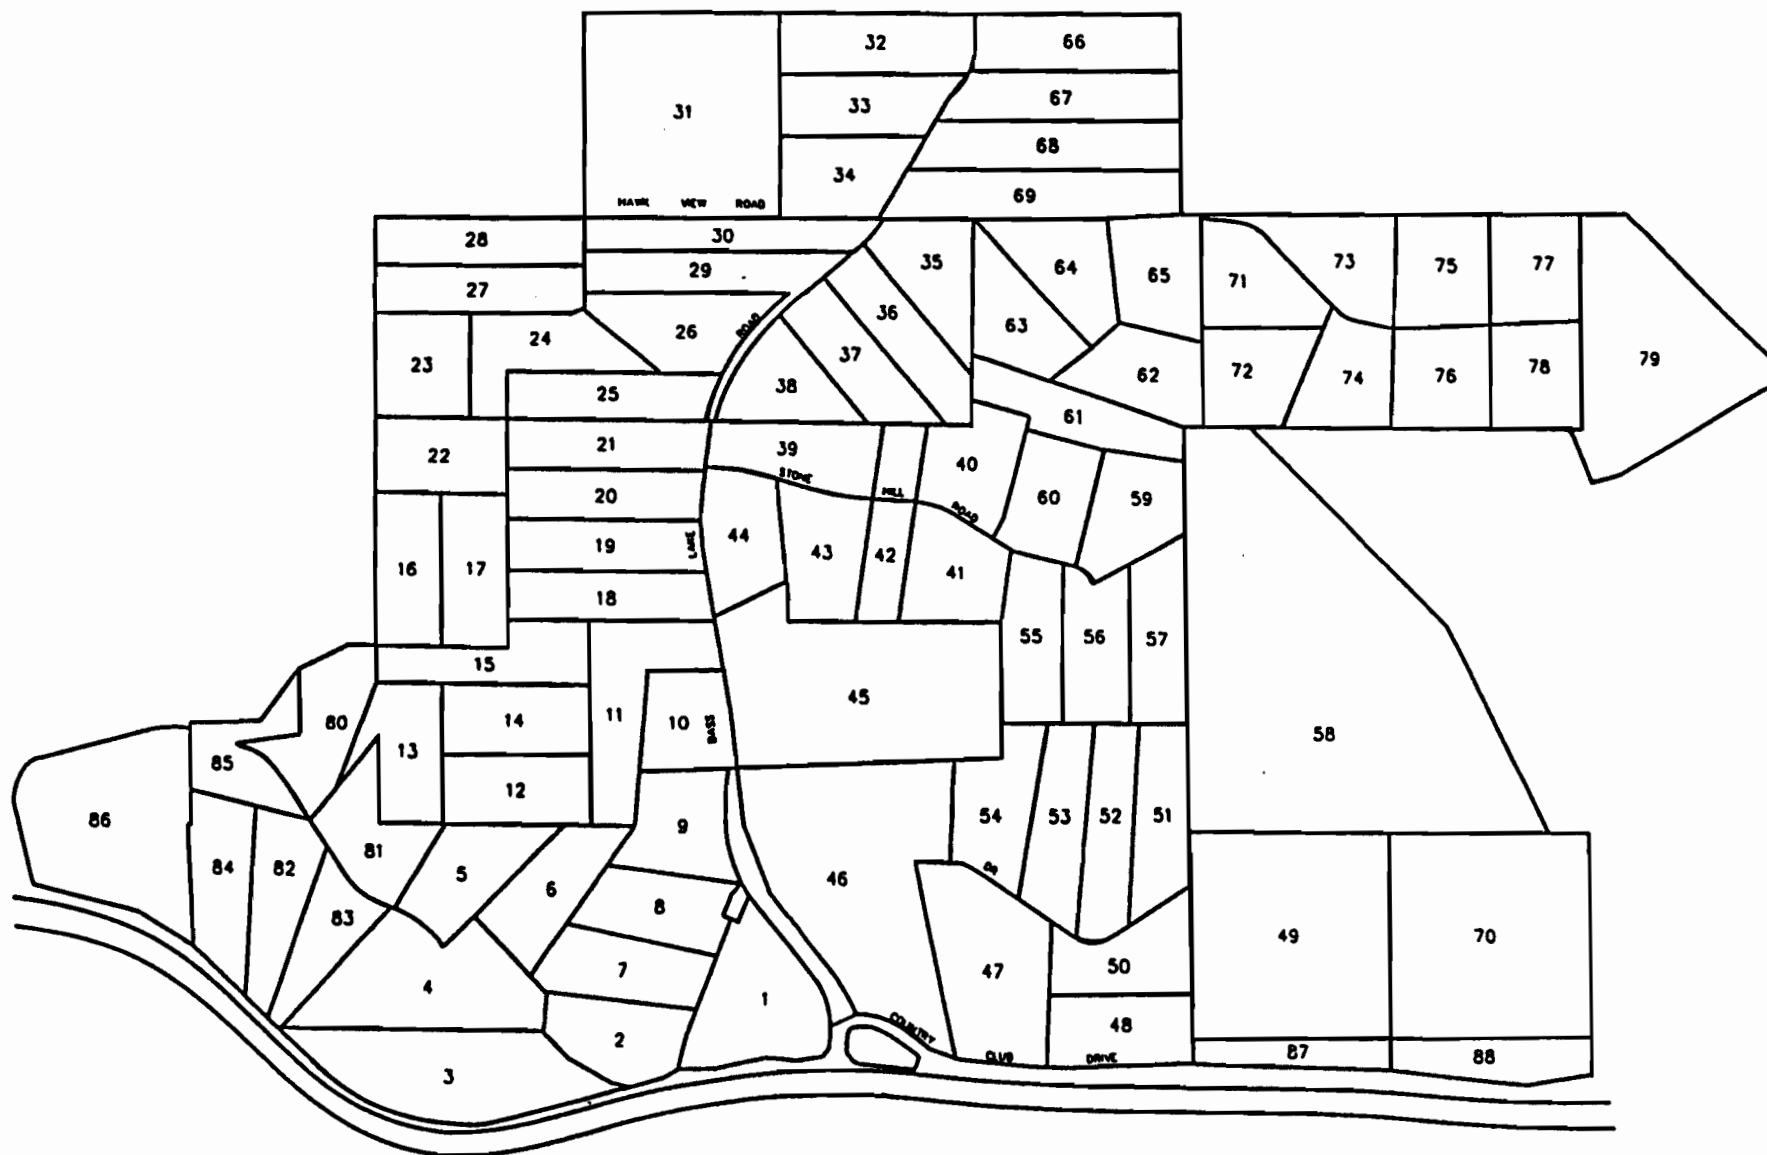 32 66
31 33 67
34 68
HAWK VIEW ROAD 69
28 30
27 29 35 64 65 71 73 75 77
26 ROAD 36 63
23 24 37 62 72 74 76 78 79
25 38 61
22 21 39 40
20 STONE MILL ROAD 60 59
16 17 19 LAKE 44 43 42 41
18 55 56 57
15 45
80 14 11 10 BASS 58
85 13
86 12 9 54 53 52 51
84 82 81 5 6 46 DR
83 8 49 70
4 7 47 50
1 COUNTRY
2 48
3 CLUB DRIVE 87 88